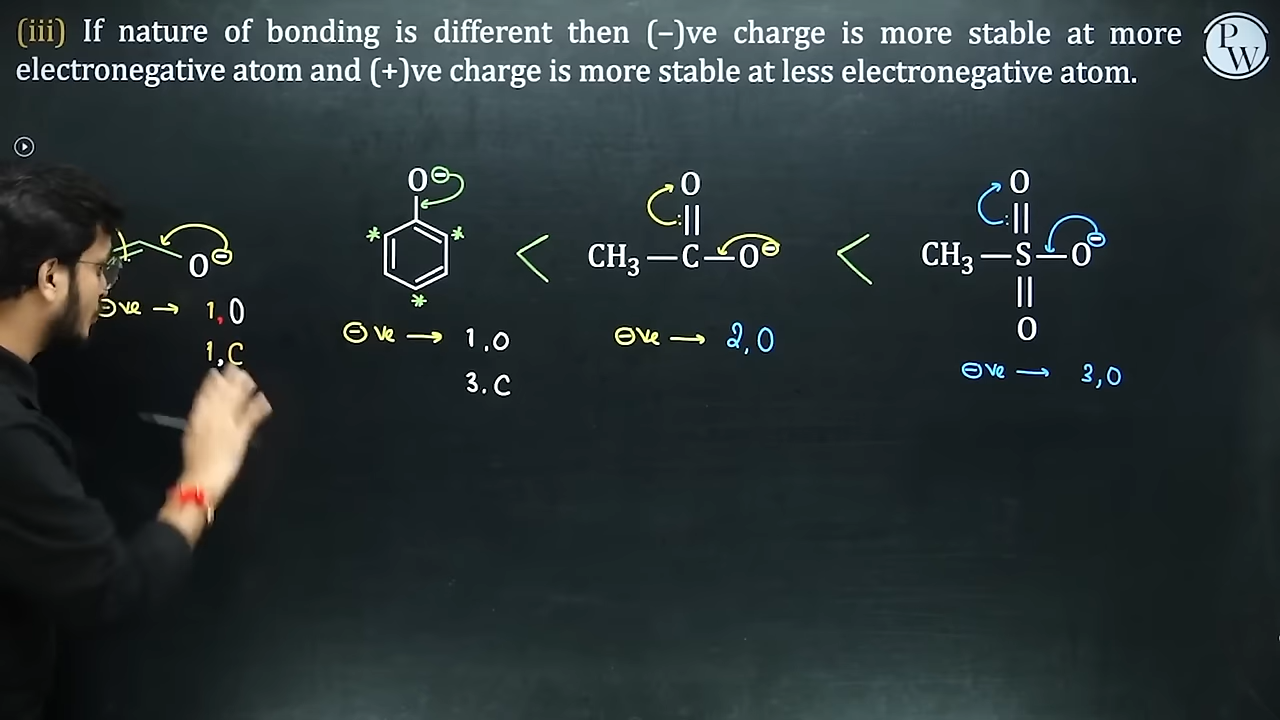 (iii) If nature of bonding is different then (–)ve charge is more stable at more
electronegative atom and (+)ve charge is more stable at less electronegative atom.
PW
O⊖
⊖ve → 1,O
1,C
O⊖
* *
*
⊖ve → 1.O
3.C
<
O
CH₃—C—O⊖
⊖ve → 2,O
<
O
CH₃—S—O⊖
O
⊖ve → 3,O